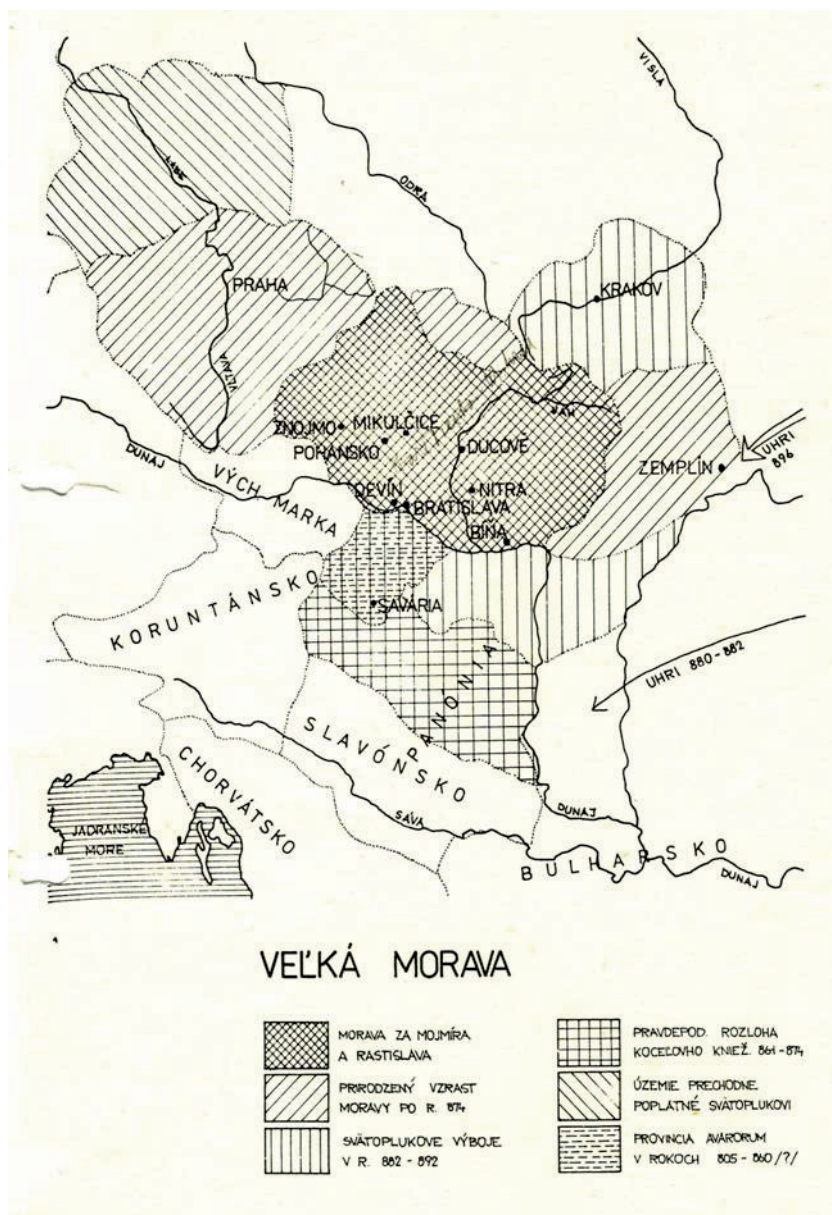 VISLA
ODRA
LABE
PRAHA
KRAKOV
VLTAVA
VÁH
ZNOJMO
MIKULČICE
POHANSKO
DUCOVÉ
UHRI
896
ZEMPLÍN
DUNAJ
VÝCH MARKA
DEVÍN
NITRA
BRATISLAVA
BÍŇA
SAVÁRIA
KORUNTÁNSKO
PANÓNIA
UHRI 880-882
SLAVÓNSKO
CHORVÁTSKO
JADRANSKÉ
MORE
SÁVA
DUNAJ
BULHARSKO
DUNAJ
VEĽKÁ MORAVA
MORAVA ZA MOJMÍRA
A RASTISLAVA
PRIRODZENÝ VZRAST
MORAVY PO R. 874
SVÄTOPLUKOVE VÝBOJE
V R. 882 - 892
PRAVDEPOD. ROZLOHA
KOCEĽOVHO KNIEŽ. 861-874
ÚZEMIE PRECHODNE
POPLATNÉ SVÄTOPLUKOVI
PROVINCIA AVARORUM
V ROKOCH 805 - 860 /?/